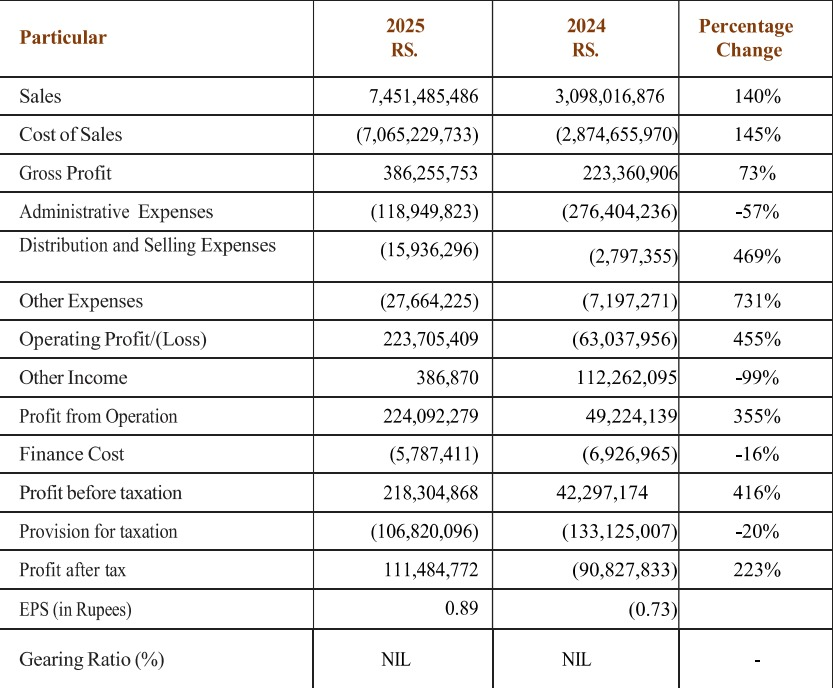 Particular 2025 RS. 2024 RS. Percentage Change
Sales 7,451,485,486 3,098,016,876 140%
Cost of Sales (7,065,229,733) (2,874,655,970) 145%
Gross Profit 386,255,753 223,360,906 73%
Administrative Expenses (118,949,823) (276,404,236) -57%
Distribution and Selling Expenses (15,936,296) (2,797,355) 469%
Other Expenses (27,664,225) (7,197,271) 731%
Operating Profit/(Loss) 223,705,409 (63,037,956) 455%
Other Income 386,870 112,262,095 -99%
Profit from Operation 224,092,279 49,224,139 355%
Finance Cost (5,787,411) (6,926,965) -16%
Profit before taxation 218,304,868 42,297,174 416%
Provision for taxation (106,820,096) (133,125,007) -20%
Profit after tax 111,484,772 (90,827,833) 223%
EPS (in Rupees) 0.89 (0.73)
Gearing Ratio (%) NIL NIL -